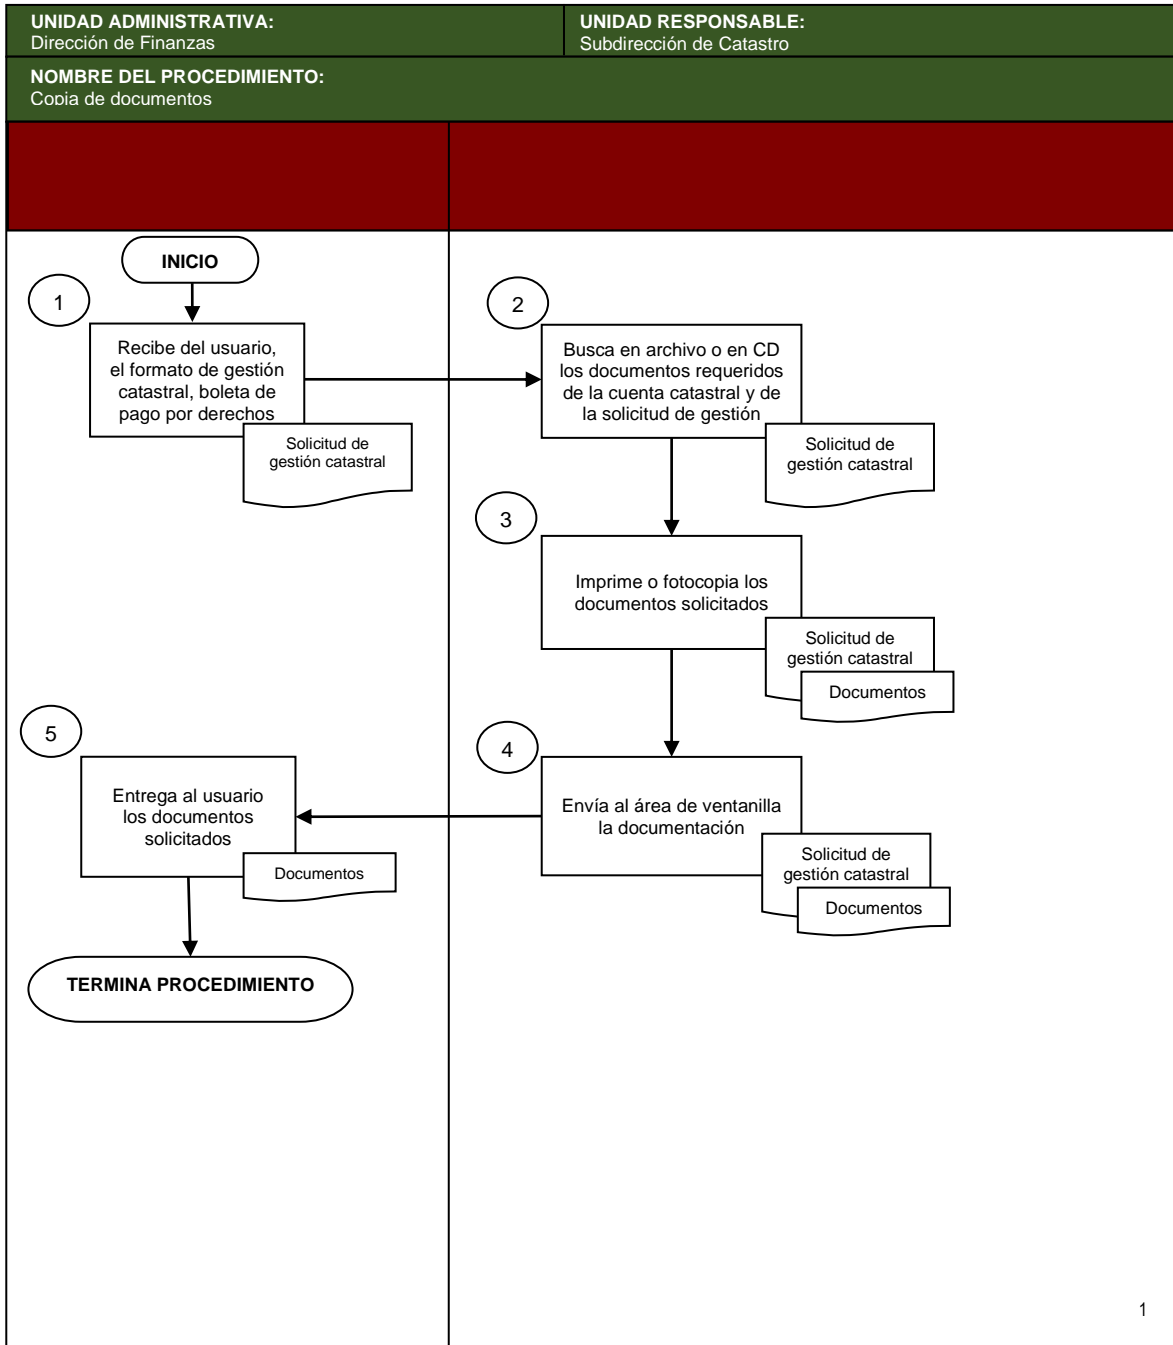 UNIDAD ADMINISTRATIVA:
Dirección de Finanzas
UNIDAD RESPONSABLE:
Subdirección de Catastro
NOMBRE DEL PROCEDIMIENTO:
Copia de documentos
INICIO
1
Recibe del usuario,
el formato de gestión
catastral, boleta de
pago por derechos
Solicitud de
gestión catastral
2
Busca en archivo o en CD
los documentos requeridos
de la cuenta catastral y de
la solicitud de gestión
Solicitud de
gestión catastral
3
Imprime o fotocopia los
documentos solicitados
Solicitud de
gestión catastral
Documentos
4
Envía al área de ventanilla
la documentación
Solicitud de
gestión catastral
Documentos
5
Entrega al usuario
los documentos
solicitados
Documentos
TERMINA PROCEDIMIENTO
1